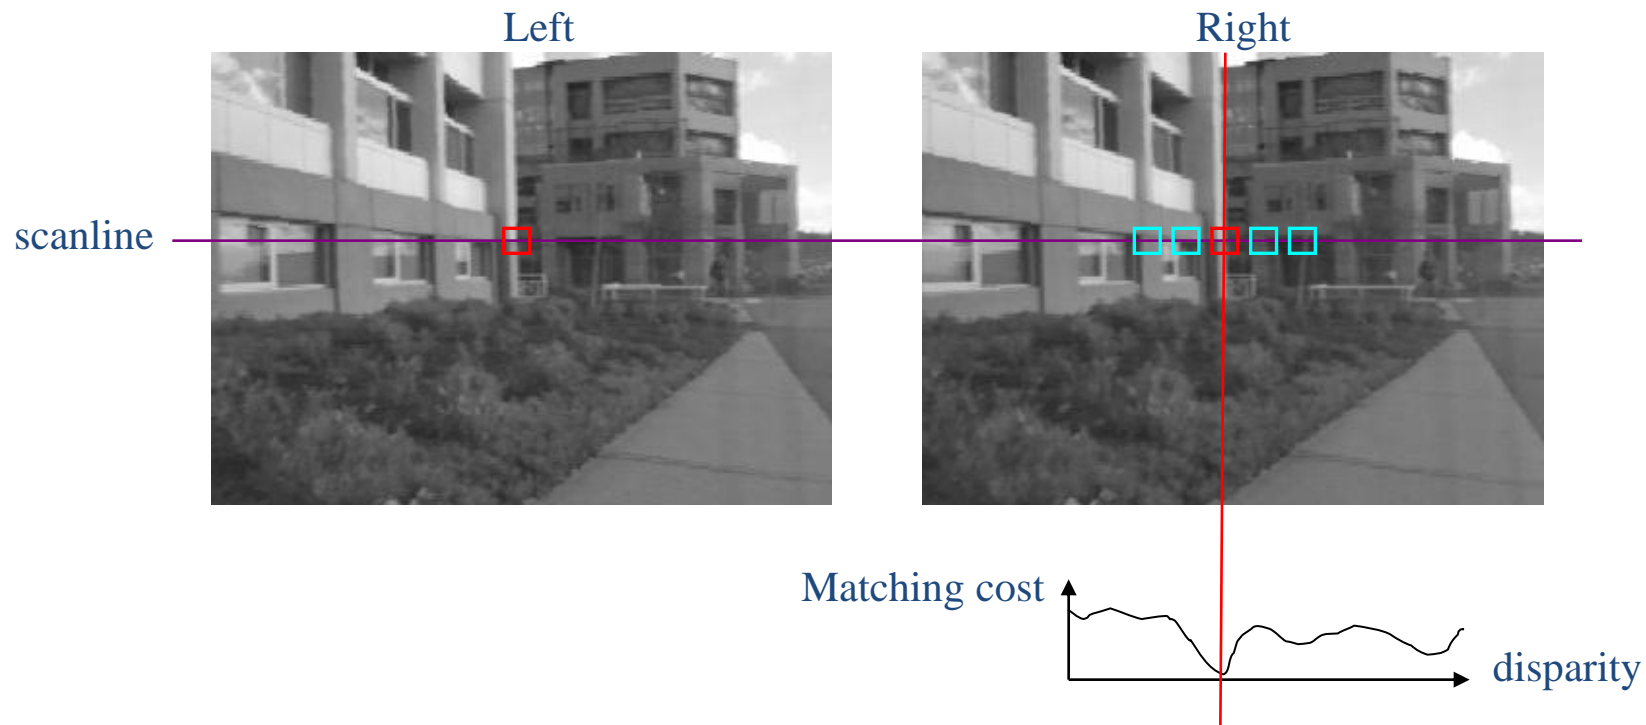 Left
Right
scanline
Matching cost
disparity